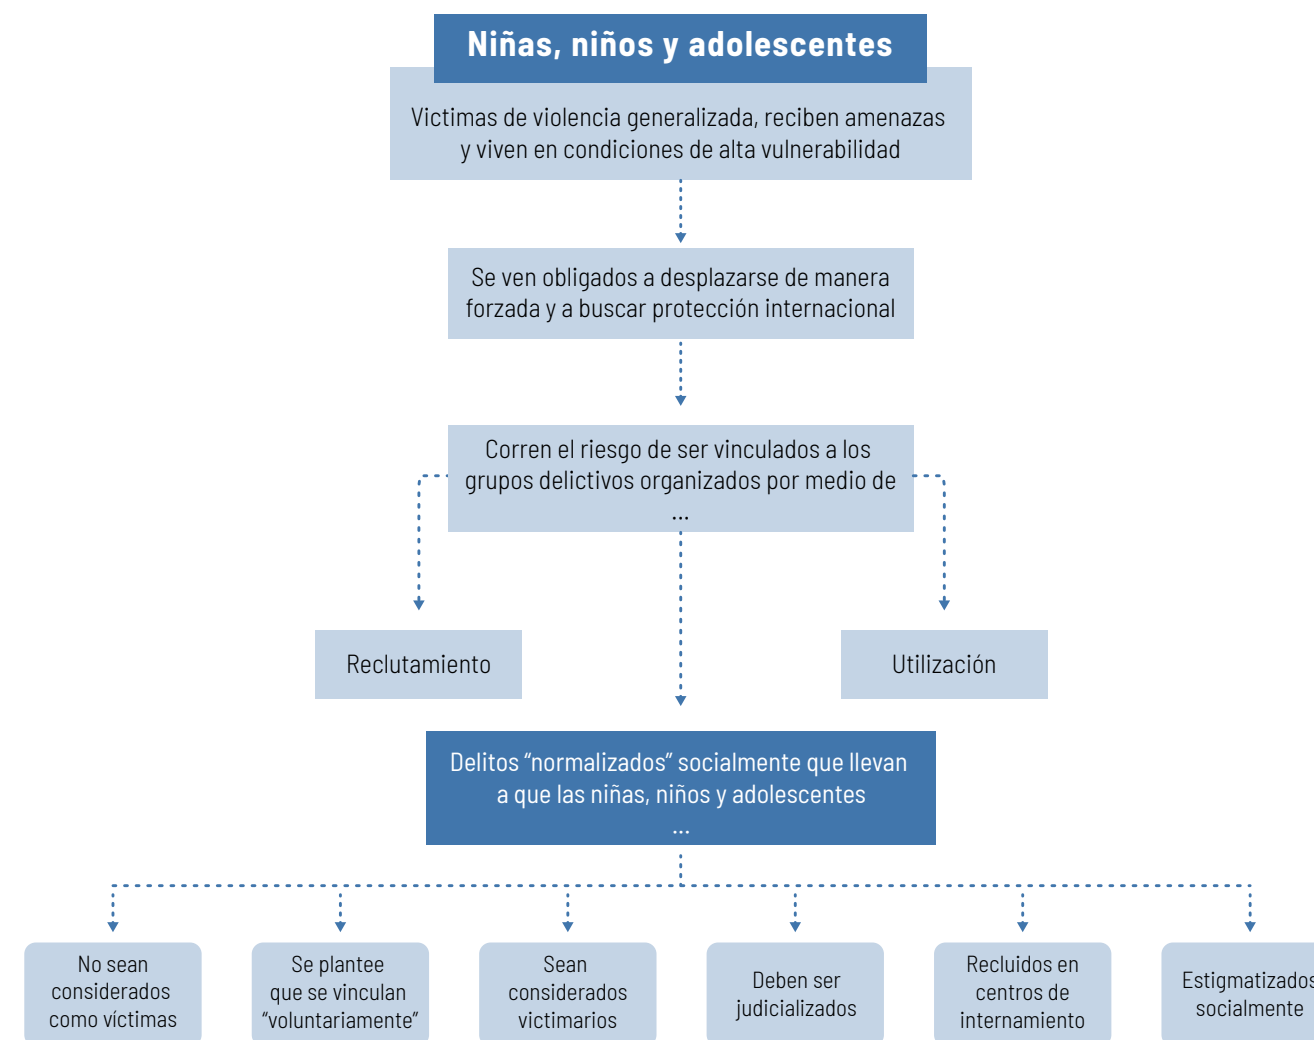 Niñas, niños y adolescentes
Victimas de violencia generalizada, reciben amenazas
y viven en condiciones de alta vulnerabilidad
Se ven obligados a desplazarse de manera
forzada y a buscar protección internacional
Corren el riesgo de ser vinculados a los
grupos delictivos organizados por medio de
...
Reclutamiento
Utilización
Delitos “normalizados” socialmente que llevan
a que las niñas, niños y adolescentes
...
No sean
considerados
como víctimas
Se plantee
que se vinculan
“voluntariamente”
Sean
considerados
victimarios
Deben ser
judicializados
Recluidos en
centros de
internamiento
Estigmatizados
socialmente